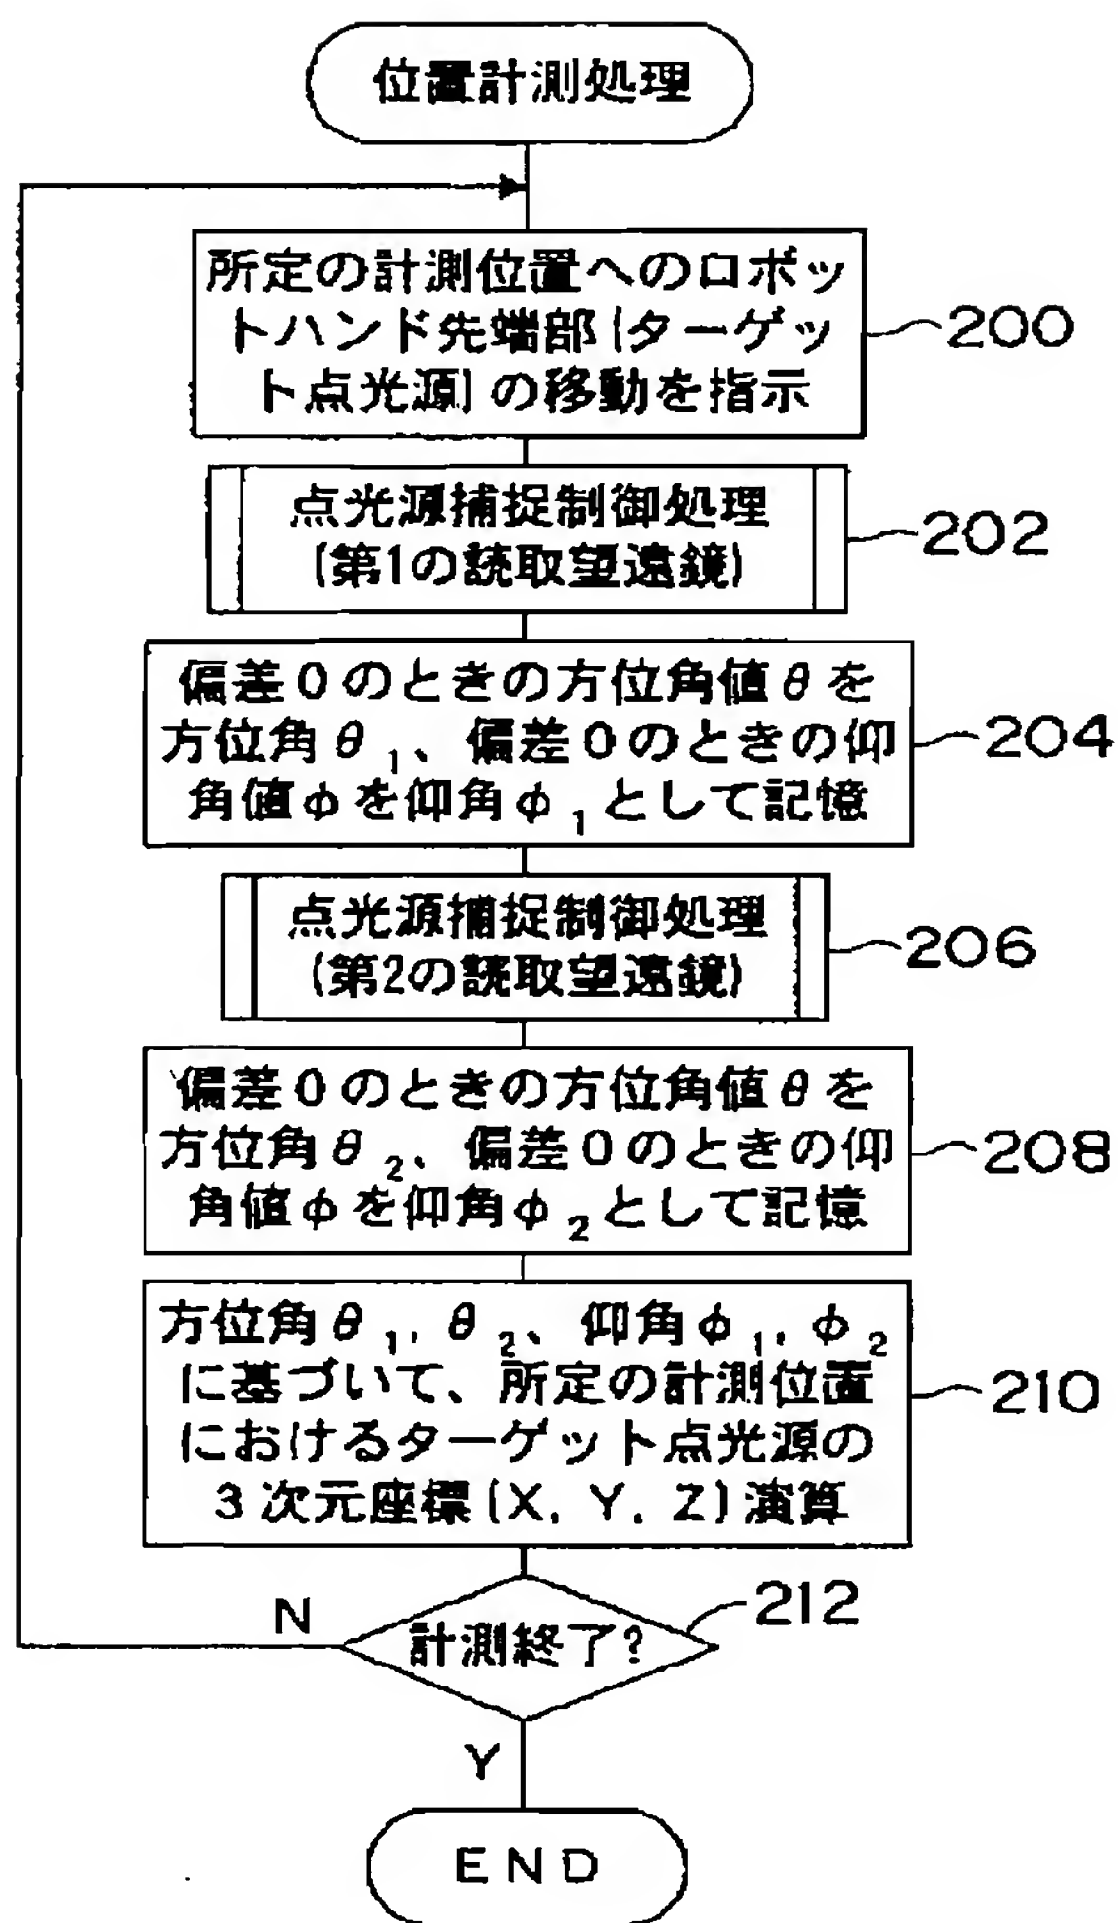 位置計測処理
所定の計測位置へのロボッ
トハンド先端部(ターゲッ
ト点光源)の移動を指示
200
点光源捕捉制御処理
(第1の読取望遠鏡)
202
偏差0のときの方位角値θを
方位角θ₁、偏差0のときの仰
角値φを仰角φ₁として記憶
204
点光源捕捉制御処理
(第2の読取望遠鏡)
206
偏差0のときの方位角値θを
方位角θ₂、偏差0のときの仰
角値φを仰角φ₂として記憶
208
方位角θ₁, θ₂、仰角φ₁, φ₂
に基づいて、所定の計測位置
におけるターゲット点光源の
3次元座標(X, Y, Z)演算
210
計測終了?
212
N
Y
END